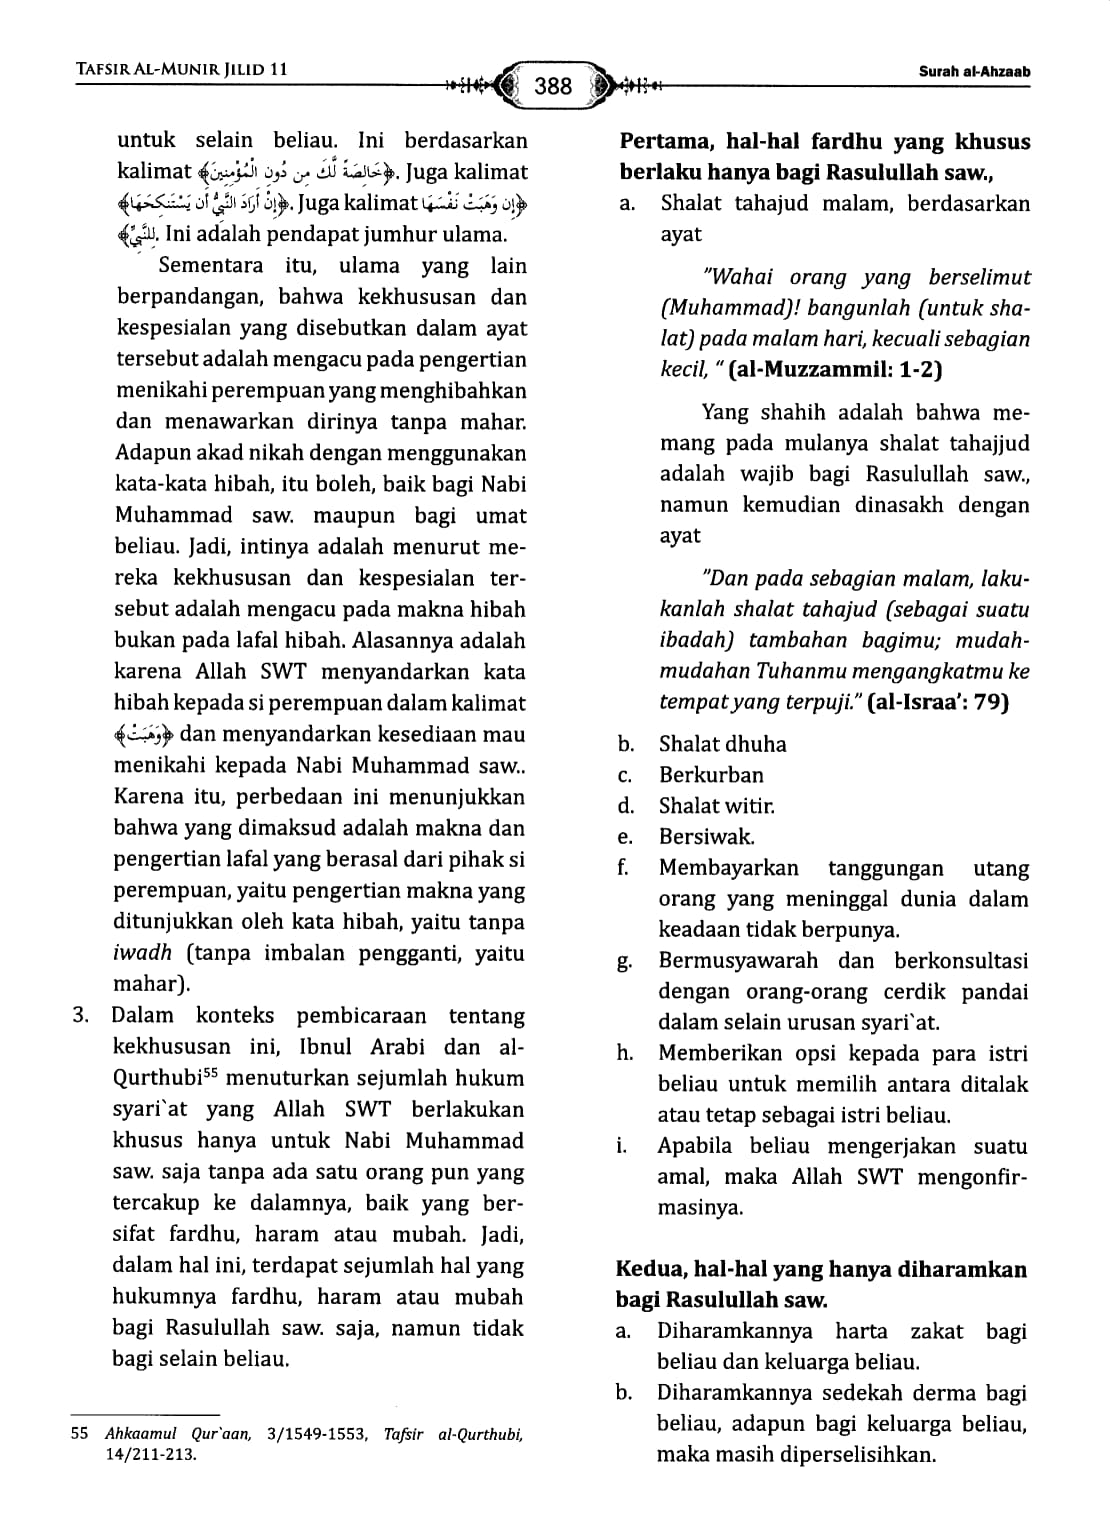 TAFSIR AL-MUNIR JILID 11
388
Surah al-Ahzaab
untuk selain beliau. Ini berdasarkan
kalimat ﴿خَالِصَةً لَّكَ مِن دُونِ الْمُؤْمِنِينَ﴾. Juga kalimat
﴿إِنْ أَرَادَ النَّبِيُّ أَن يَسْتَنكِحَهَا﴾. Juga kalimat ﴿إِن وَهَبَتْ نَفْسَهَا
لِلنَّبِيِّ﴾. Ini adalah pendapat jumhur ulama.
Sementara itu, ulama yang lain
berpandangan, bahwa kekhususan dan
kespesialan yang disebutkan dalam ayat
tersebut adalah mengacu pada pengertian
menikahi perempuan yang menghibahkan
dan menawarkan dirinya tanpa mahar.
Adapun akad nikah dengan menggunakan
kata-kata hibah, itu boleh, baik bagi Nabi
Muhammad saw. maupun bagi umat
beliau. Jadi, intinya adalah menurut me-
reka kekhususan dan kespesialan ter-
sebut adalah mengacu pada makna hibah
bukan pada lafal hibah. Alasannya adalah
karena Allah SWT menyandarkan kata
hibah kepada si perempuan dalam kalimat
﴿وَهَبَتْ﴾ dan menyandarkan kesediaan mau
menikahi kepada Nabi Muhammad saw..
Karena itu, perbedaan ini menunjukkan
bahwa yang dimaksud adalah makna dan
pengertian lafal yang berasal dari pihak si
perempuan, yaitu pengertian makna yang
ditunjukkan oleh kata hibah, yaitu tanpa
iwadh (tanpa imbalan pengganti, yaitu
mahar).
3. Dalam konteks pembicaraan tentang
kekhususan ini, Ibnul Arabi dan al-
Qurthubi⁵⁵ menuturkan sejumlah hukum
syari`at yang Allah SWT berlakukan
khusus hanya untuk Nabi Muhammad
saw. saja tanpa ada satu orang pun yang
tercakup ke dalamnya, baik yang ber-
sifat fardhu, haram atau mubah. Jadi,
dalam hal ini, terdapat sejumlah hal yang
hukumnya fardhu, haram atau mubah
bagi Rasulullah saw. saja, namun tidak
bagi selain beliau.
55 Ahkaamul Qur`aan, 3/1549-1553, Tafsir al-Qurthubi,
14/211-213.
Pertama, hal-hal fardhu yang khusus
berlaku hanya bagi Rasulullah saw.,
a. Shalat tahajud malam, berdasarkan
ayat
"Wahai orang yang berselimut
(Muhammad)! bangunlah (untuk sha-
lat) pada malam hari, kecuali sebagian
kecil, “ (al-Muzzammil: 1-2)
Yang shahih adalah bahwa me-
mang pada mulanya shalat tahajjud
adalah wajib bagi Rasulullah saw.,
namun kemudian dinasakh dengan
ayat
"Dan pada sebagian malam, laku-
kanlah shalat tahajud (sebagai suatu
ibadah) tambahan bagimu; mudah-
mudahan Tuhanmu mengangkatmu ke
tempat yang terpuji.” (al-Israa’: 79)
b. Shalat dhuha
c. Berkurban
d. Shalat witir.
e. Bersiwak.
f. Membayarkan tanggungan utang
orang yang meninggal dunia dalam
keadaan tidak berpunya.
g. Bermusyawarah dan berkonsultasi
dengan orang-orang cerdik pandai
dalam selain urusan syari`at.
h. Memberikan opsi kepada para istri
beliau untuk memilih antara ditalak
atau tetap sebagai istri beliau.
i. Apabila beliau mengerjakan suatu
amal, maka Allah SWT mengonfir-
masinya.
Kedua, hal-hal yang hanya diharamkan
bagi Rasulullah saw.
a. Diharamkannya harta zakat bagi
beliau dan keluarga beliau.
b. Diharamkannya sedekah derma bagi
beliau, adapun bagi keluarga beliau,
maka masih diperselisihkan.